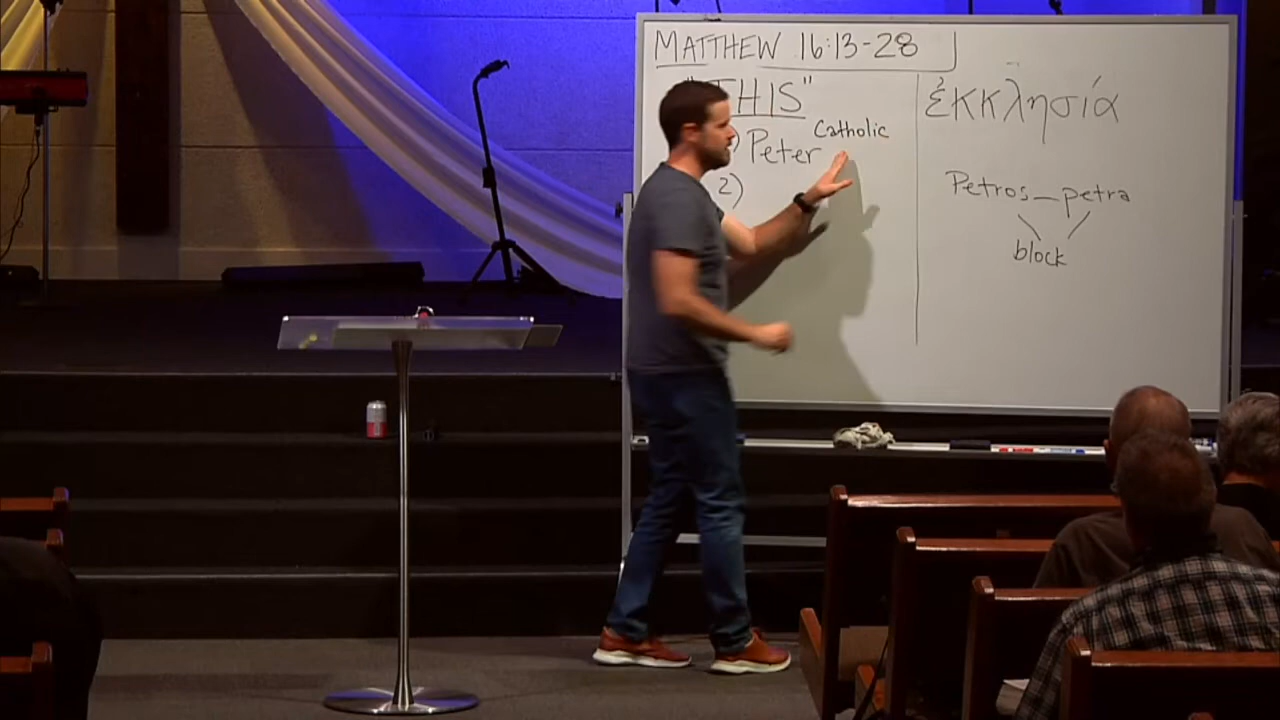 MATTHEW 16:13-28
"THIS"
) Peter Catholic
2)
ἐκκλησία
Petros—petra
block